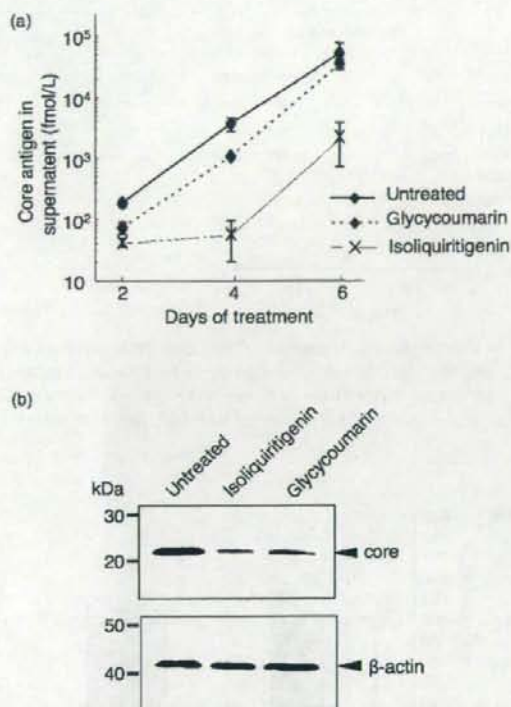 (a)
10⁵
10⁴
10³
10²
10
Core antigen in
supernatent (fmol/L)
2 4 6
Days of treatment
Untreated
Glycycoumarin
Isoliquiritigenin
(b)
Untreated
Isoliquiritigenin
Glycycoumarin
kDa
30
20
core
50
40
β-actin